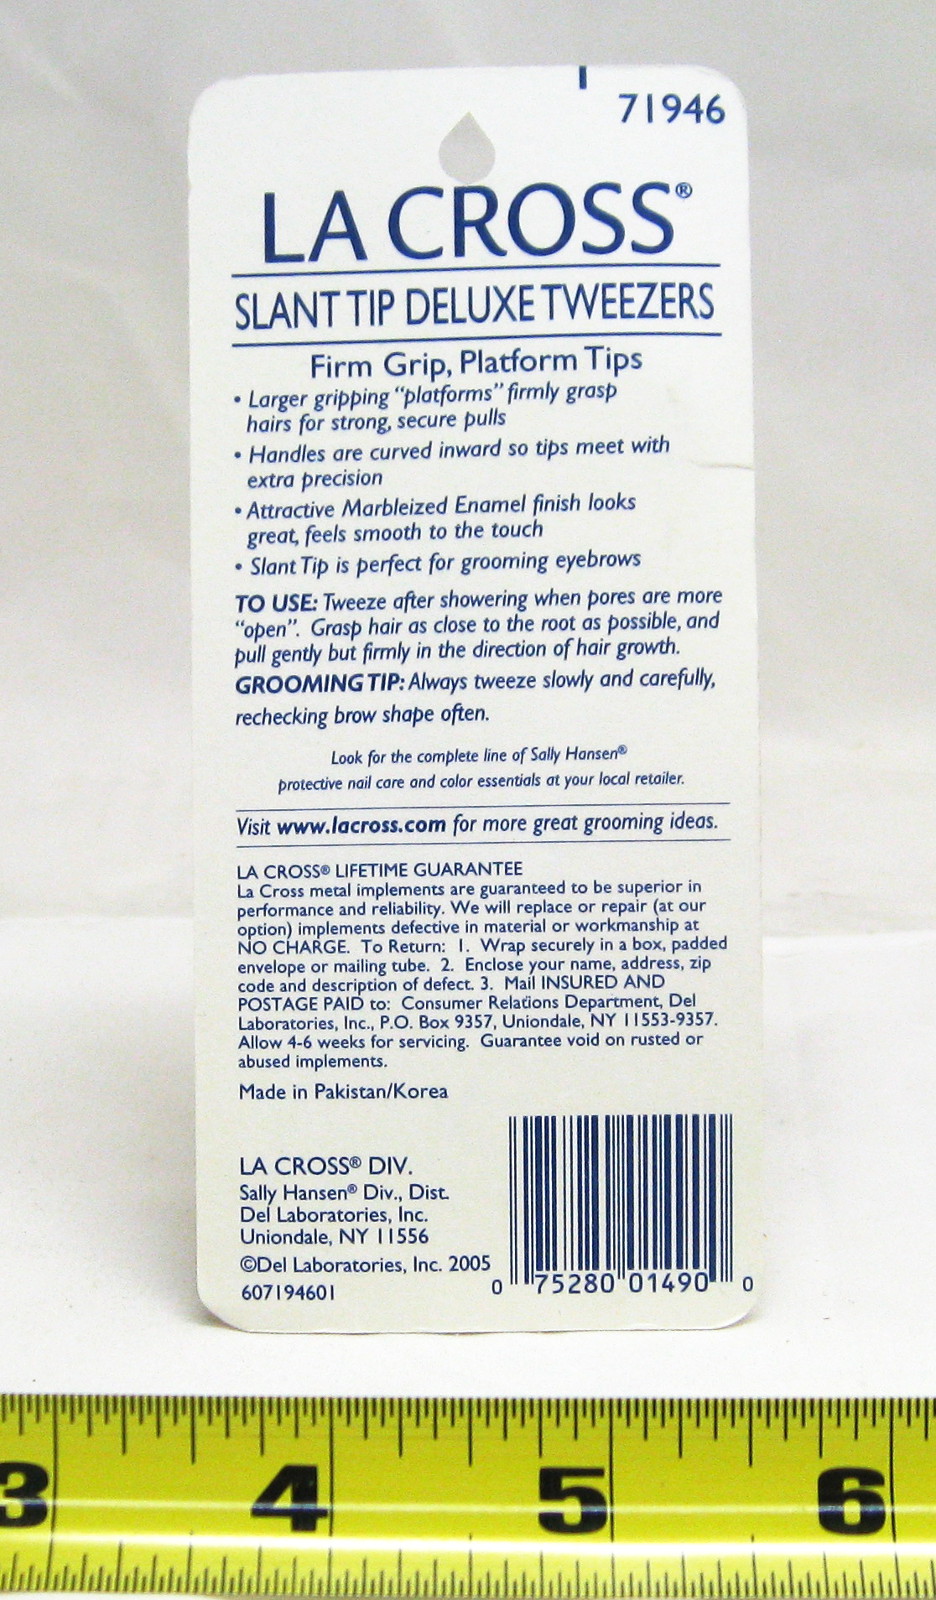 71946
LA CROSS®
SLANT TIP DELUXE TWEEZERS
Firm Grip, Platform Tips
• Larger gripping “platforms” firmly grasp
hairs for strong, secure pulls
• Handles are curved inward so tips meet with
extra precision
• Attractive Marbleized Enamel finish looks
great, feels smooth to the touch
• Slant Tip is perfect for grooming eyebrows
TO USE: Tweeze after showering when pores are more
“open”. Grasp hair as close to the root as possible, and
pull gently but firmly in the direction of hair growth.
GROOMING TIP: Always tweeze slowly and carefully,
rechecking brow shape often.
Look for the complete line of Sally Hansen®
protective nail care and color essentials at your local retailer.
Visit www.lacross.com for more great grooming ideas.
LA CROSS® LIFETIME GUARANTEE
La Cross metal implements are guaranteed to be superior in
performance and reliability. We will replace or repair (at our
option) implements defective in material or workmanship at
NO CHARGE. To Return: 1. Wrap securely in a box, padded
envelope or mailing tube. 2. Enclose your name, address, zip
code and description of defect. 3. Mail INSURED AND
POSTAGE PAID to: Consumer Relations Department, Del
Laboratories, Inc., P.O. Box 9357, Uniondale, NY 11553-9357.
Allow 4-6 weeks for servicing. Guarantee void on rusted or
abused implements.
Made in Pakistan/Korea
LA CROSS® DIV.
Sally Hansen® Div., Dist.
Del Laboratories, Inc.
Uniondale, NY 11556
©Del Laboratories, Inc. 2005
607194601
0 75280 01490 0
3 4 5 6